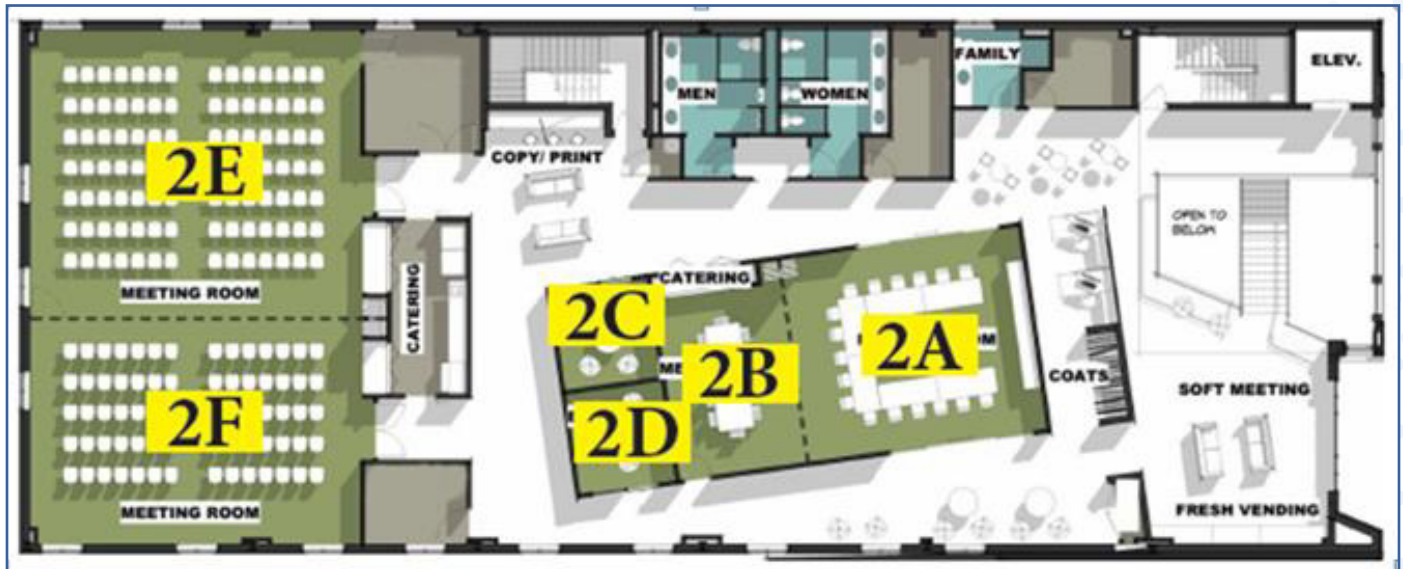 FAMILY
ELEV.
MEN
WOMEN
COPY/ PRINT
2E
OPEN TO
BELOW
MEETING ROOM
CATERING
CATERING
2C
2A
2B
COATS
SOFT MEETING
2F
2D
MEETING ROOM
FRESH VENDING